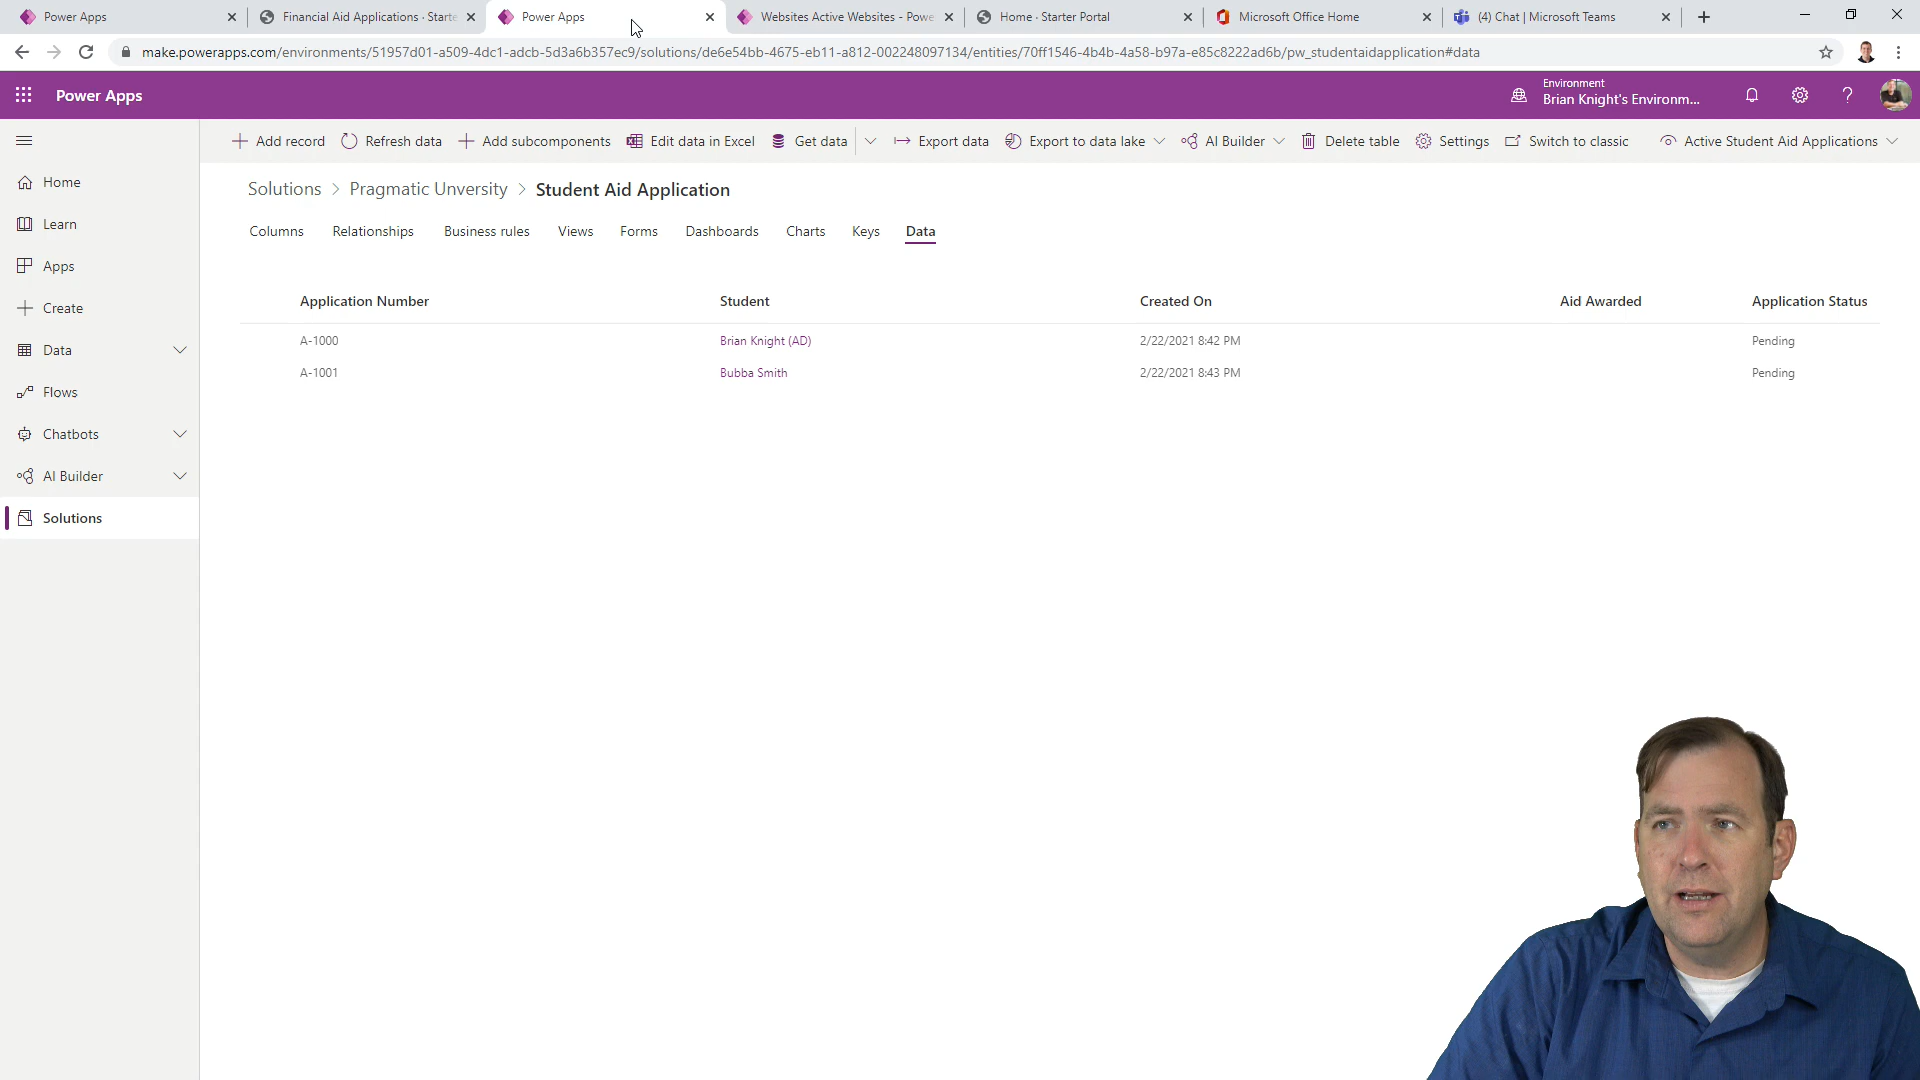 Power Apps
Financial Aid Applications · Starte
Power Apps
Websites Active Websites - Powe
Home · Starter Portal
Microsoft Office Home
(4) Chat | Microsoft Teams
make.powerapps.com/environments/51957d01-a509-4dc1-adcb-5d3a6b357ec9/solutions/de6e54bb-4675-eb11-a812-002248097134/entities/70ff1546-4b4b-4a58-b97a-e85c8222ad6b/pw_studentaidapplication#data
Power Apps
Environment
Brian Knight's Environm...
Add record
Refresh data
Add subcomponents
Edit data in Excel
Get data
Export data
Export to data lake
AI Builder
Delete table
Settings
Switch to classic
Active Student Aid Applications
Home
Learn
Apps
Create
Data
Flows
Chatbots
AI Builder
Solutions
Solutions > Pragmatic Unversity > Student Aid Application
Columns Relationships Business rules Views Forms Dashboards Charts Keys Data
Application Number Student Created On Aid Awarded Application Status
A-1000 Brian Knight (AD) 2/22/2021 8:42 PM Pending
A-1001 Bubba Smith 2/22/2021 8:43 PM Pending